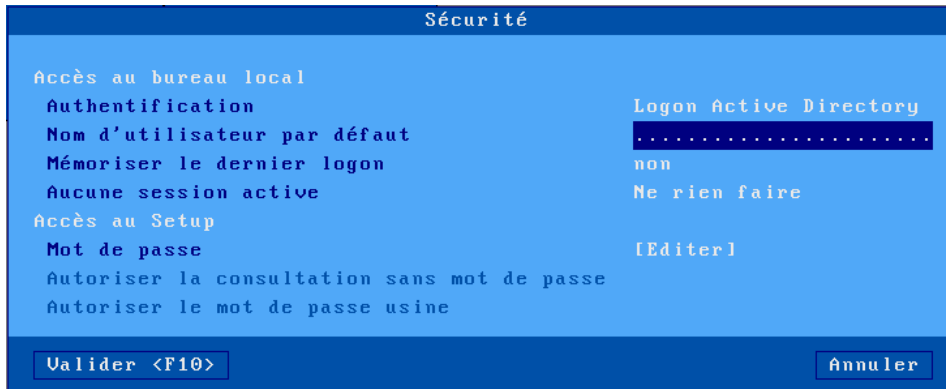 Sécurité
Accès au bureau local
Authentification Logon Active Directory
Nom d'utilisateur par défaut .......................
Mémoriser le dernier logon non
Aucune session active Ne rien faire
Accès au Setup
Mot de passe [Editer]
Autoriser la consultation sans mot de passe
Autoriser le mot de passe usine
Valider <F10> Annuler